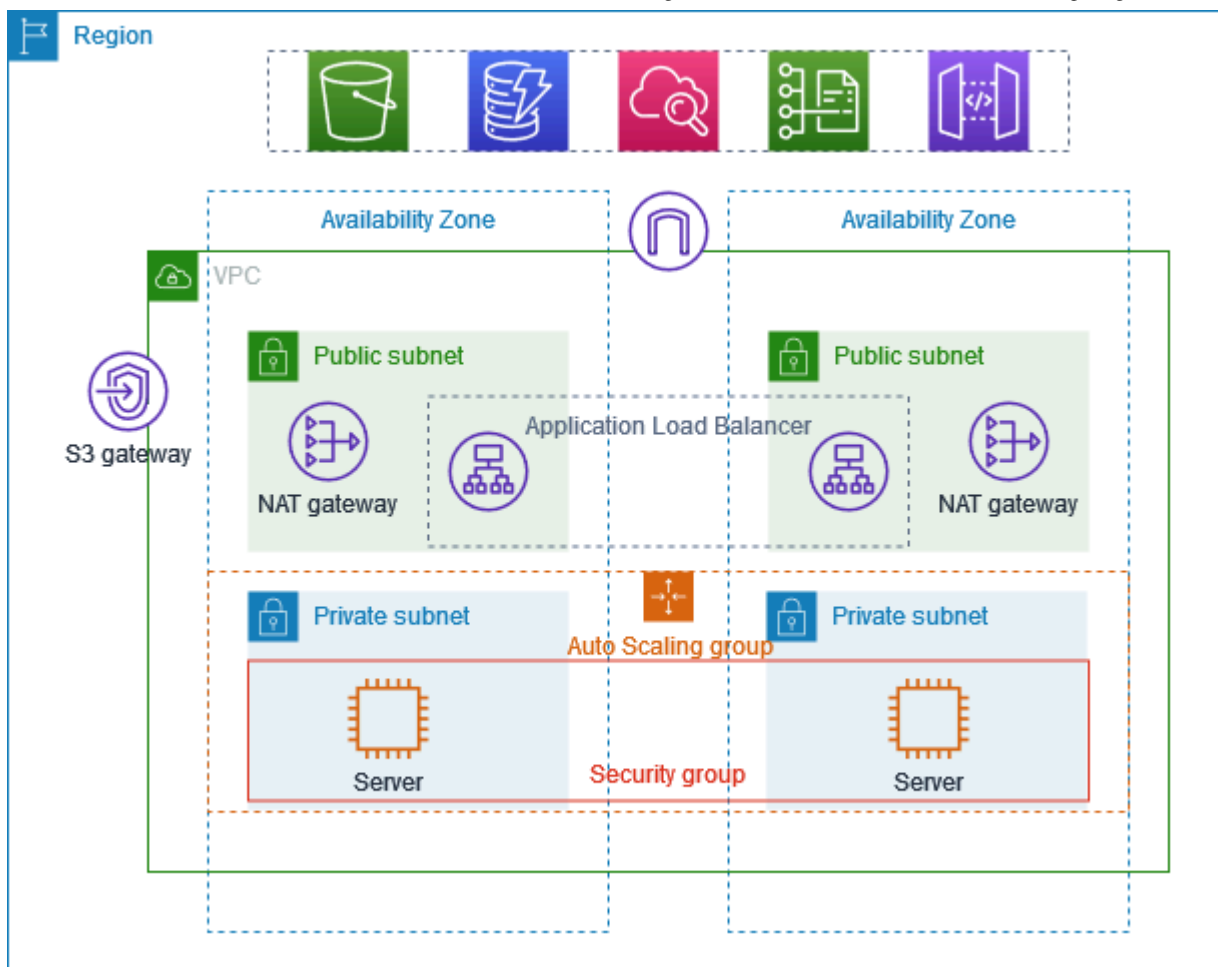 Region
Availability Zone
Availability Zone
VPC
Public subnet
Public subnet
Application Load Balancer
S3 gateway
NAT gateway
NAT gateway
Private subnet
Private subnet
Auto Scaling group
Security group
Server
Server